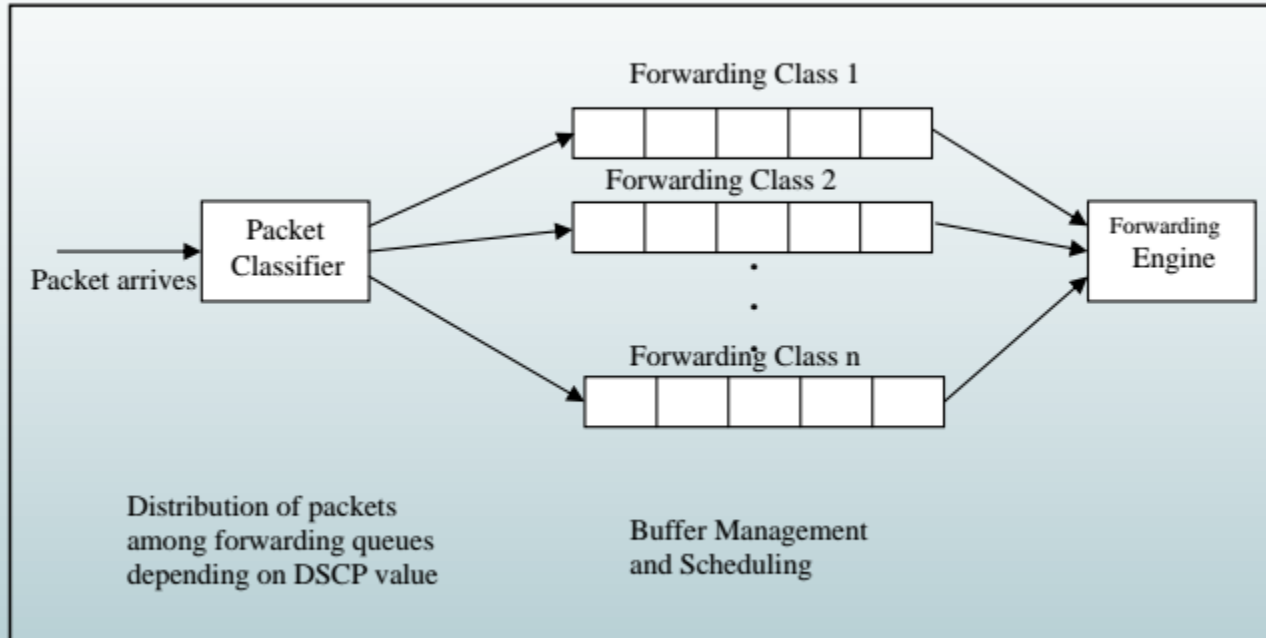 Forwarding Class 1
Forwarding Class 2
Packet
Classifier
Packet arrives
Forwarding
Engine
Forwarding Class n
Distribution of packets
among forwarding queues
depending on DSCP value
Buffer Management
and Scheduling